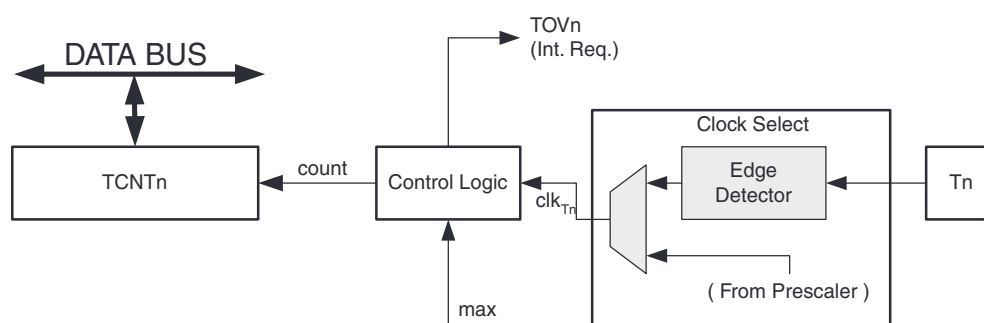 TOVn
(Int. Req.)
DATA BUS
Clock Select
TCNTn
count
Control Logic
clkTn
Edge
Detector
Tn
( From Prescaler )
max